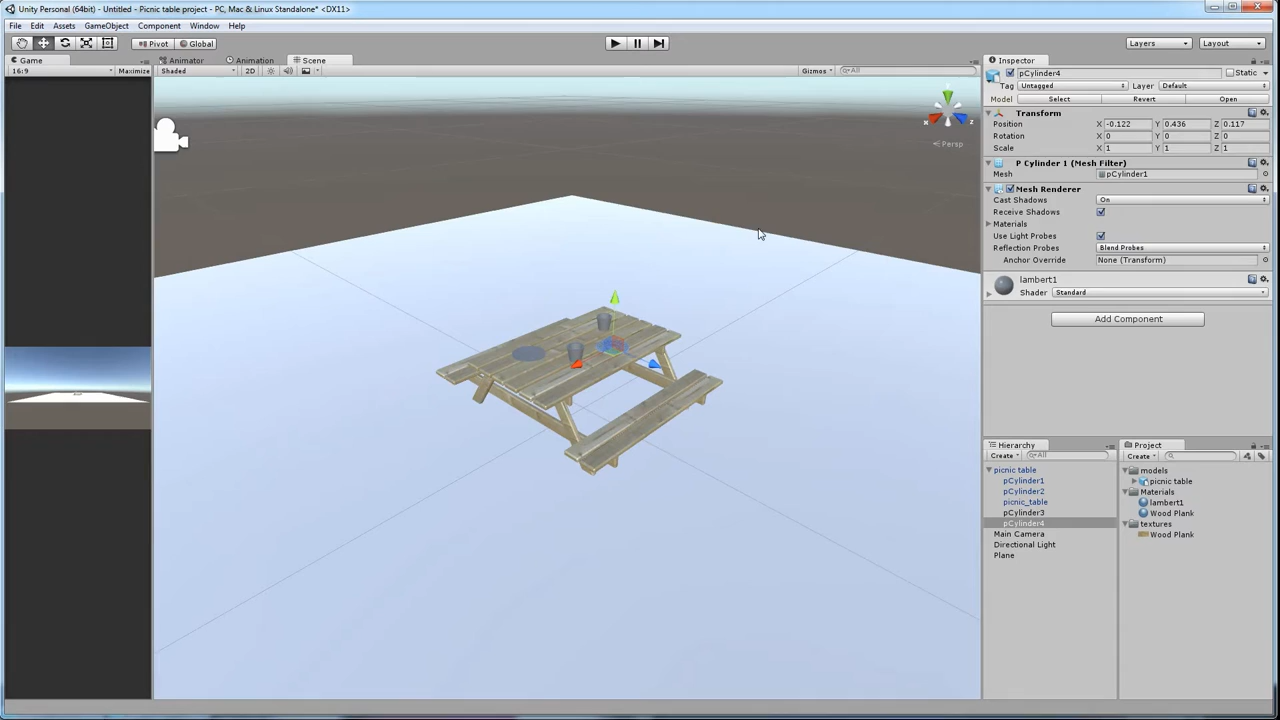 Unity Personal (64bit) - Untitled - Picnic table project - PC, Mac & Linux Standalone* <DX11>
File Edit Assets GameObject Component Window Help
Pivot Global Layers Layout
Game Animator Animation Scene Inspector
16:9 Maximize Shaded 2D Gizmos All
pCylinder4 Static
Tag Untagged Layer Default
Model Select Revert Open
Transform
Position X -0.122 Y 0.436 Z 0.117
Rotation X 0 Y 0 Z 0
Scale X 1 Y 1 Z 1
P Cylinder 1 (Mesh Filter)
Mesh pCylinder1
Mesh Renderer
Cast Shadows On
Receive Shadows
Materials
Use Light Probes
Reflection Probes Blend Probes
Anchor Override None (Transform)
lambert1
Shader Standard
Add Component
y
x z
Persp
Hierarchy
Create All
picnic table
pCylinder1
pCylinder2
picnic_table
pCylinder3
pCylinder4
Main Camera
Directional Light
Plane
Project
Create
models
picnic table
Materials
lambert1
Wood Plank
textures
Wood Plank